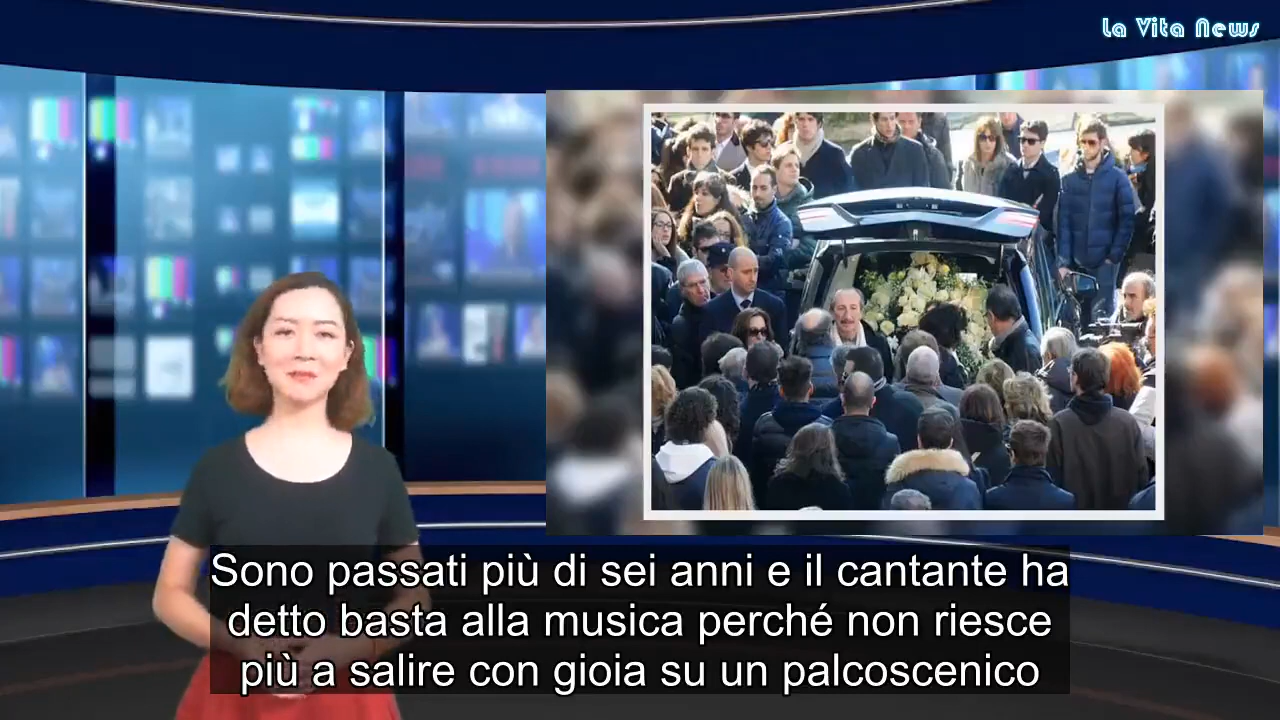 La Vita News
Sono passati più di sei anni e il cantante ha
detto basta alla musica perché non riesce
più a salire con gioia su un palcoscenico